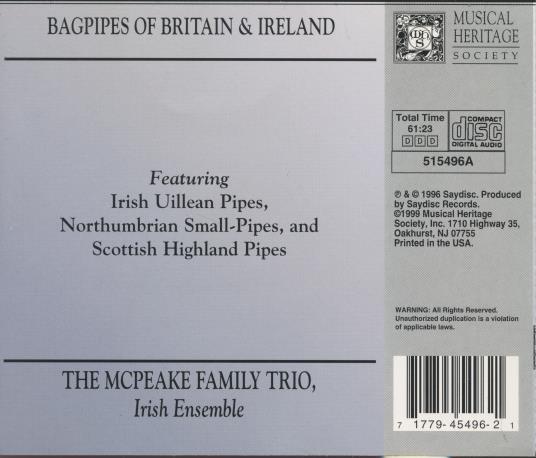 BAGPIPES OF BRITAIN & IRELAND
Featuring
Irish Uillean Pipes,
Northumbrian Small-Pipes, and
Scottish Highland Pipes
THE MCPEAKE FAMILY TRIO,
Irish Ensemble
MUSICAL
HERITAGE
SOCIETY
Total Time
61:23
DDD
COMPACT
disc
DIGITAL AUDIO
515496A
℗ & © 1996 Saydisc. Produced
by Saydisc Records.
©1999 Musical Heritage
Society, Inc. 1710 Highway 35,
Oakhurst, NJ 07755
Printed in the USA.
WARNING: All Rights Reserved.
Unauthorized duplication is a violation
of applicable laws.
7 1779-45496-2 1